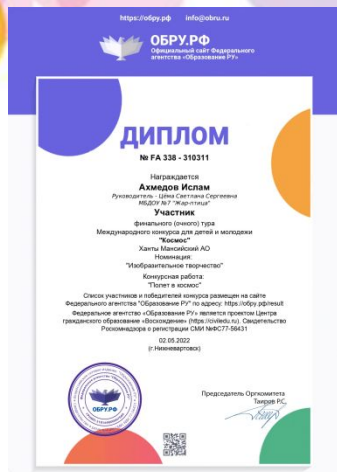 https://обру.рф info@obru.ru
ОБРУ.РФ
Официальный сайт Федерального
агентства «Образование РУ»
ДИПЛОМ
№ FA 338 - 310311
Награждается
Ахмедов Ислам
Руководитель - Цёма Светлана Сергеевна
МБДОУ №7 "Жар-птица"
Участник
финального (очного) тура
Международного конкурса для детей и молодежи
"Космос"
Ханты Мансийский АО
Номинация:
"Изобразительное творчество"
Конкурсная работа:
"Полет в космос"
Список участников и победителей конкурса размещен на сайте
Федерального агентства "Образование РУ" по адресу: https://обру.рф/result
Федеральное агентство «Образование РУ» является проектом Центра
гражданского образования «Восхождение» (https://civiledu.ru). Свидетельство
Роскомнадзора о регистрации СМИ №ФС77-56431
02.05.2022
(г.Нижневартовск)
Председатель Оргкомитета
Таиров Р.С.
ОБРУ.РФ